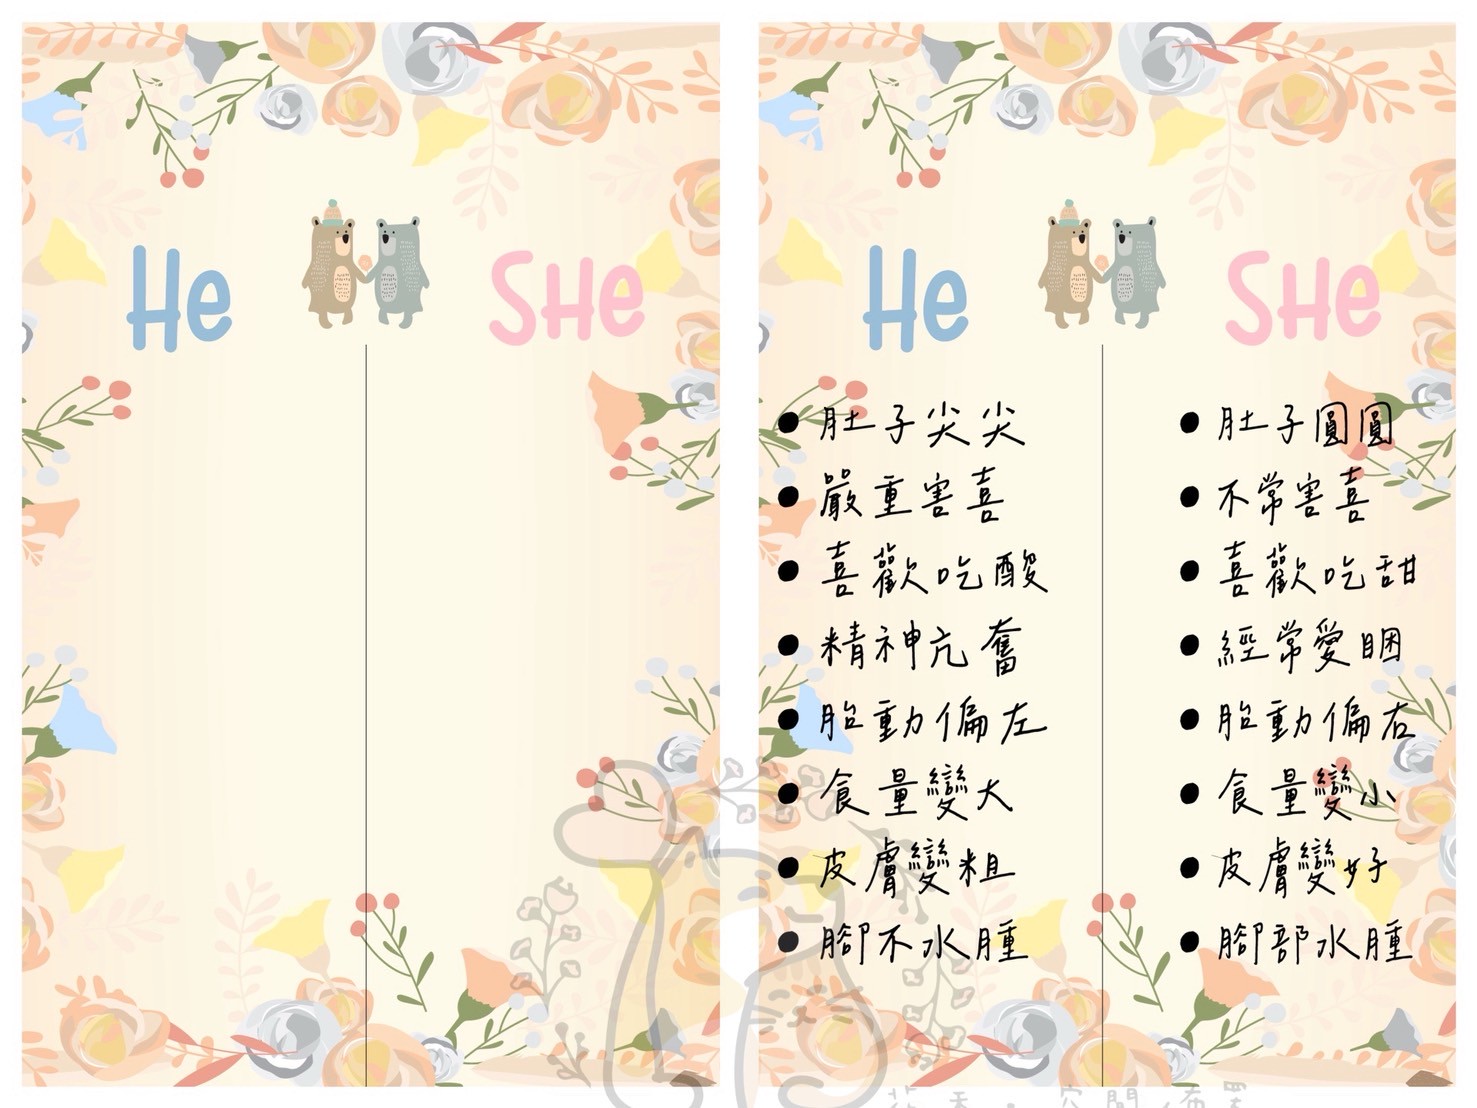 He
SHe
He
SHe
肚子尖尖
嚴重害喜
喜歡吃酸
精神亢奮
胎動偏左
食量變大
皮膚變粗
腳不水腫
肚子圓圓
不常害喜
喜歡吃甜
經常愛睏
胎動偏右
食量變小
皮膚變好
腳部水腫